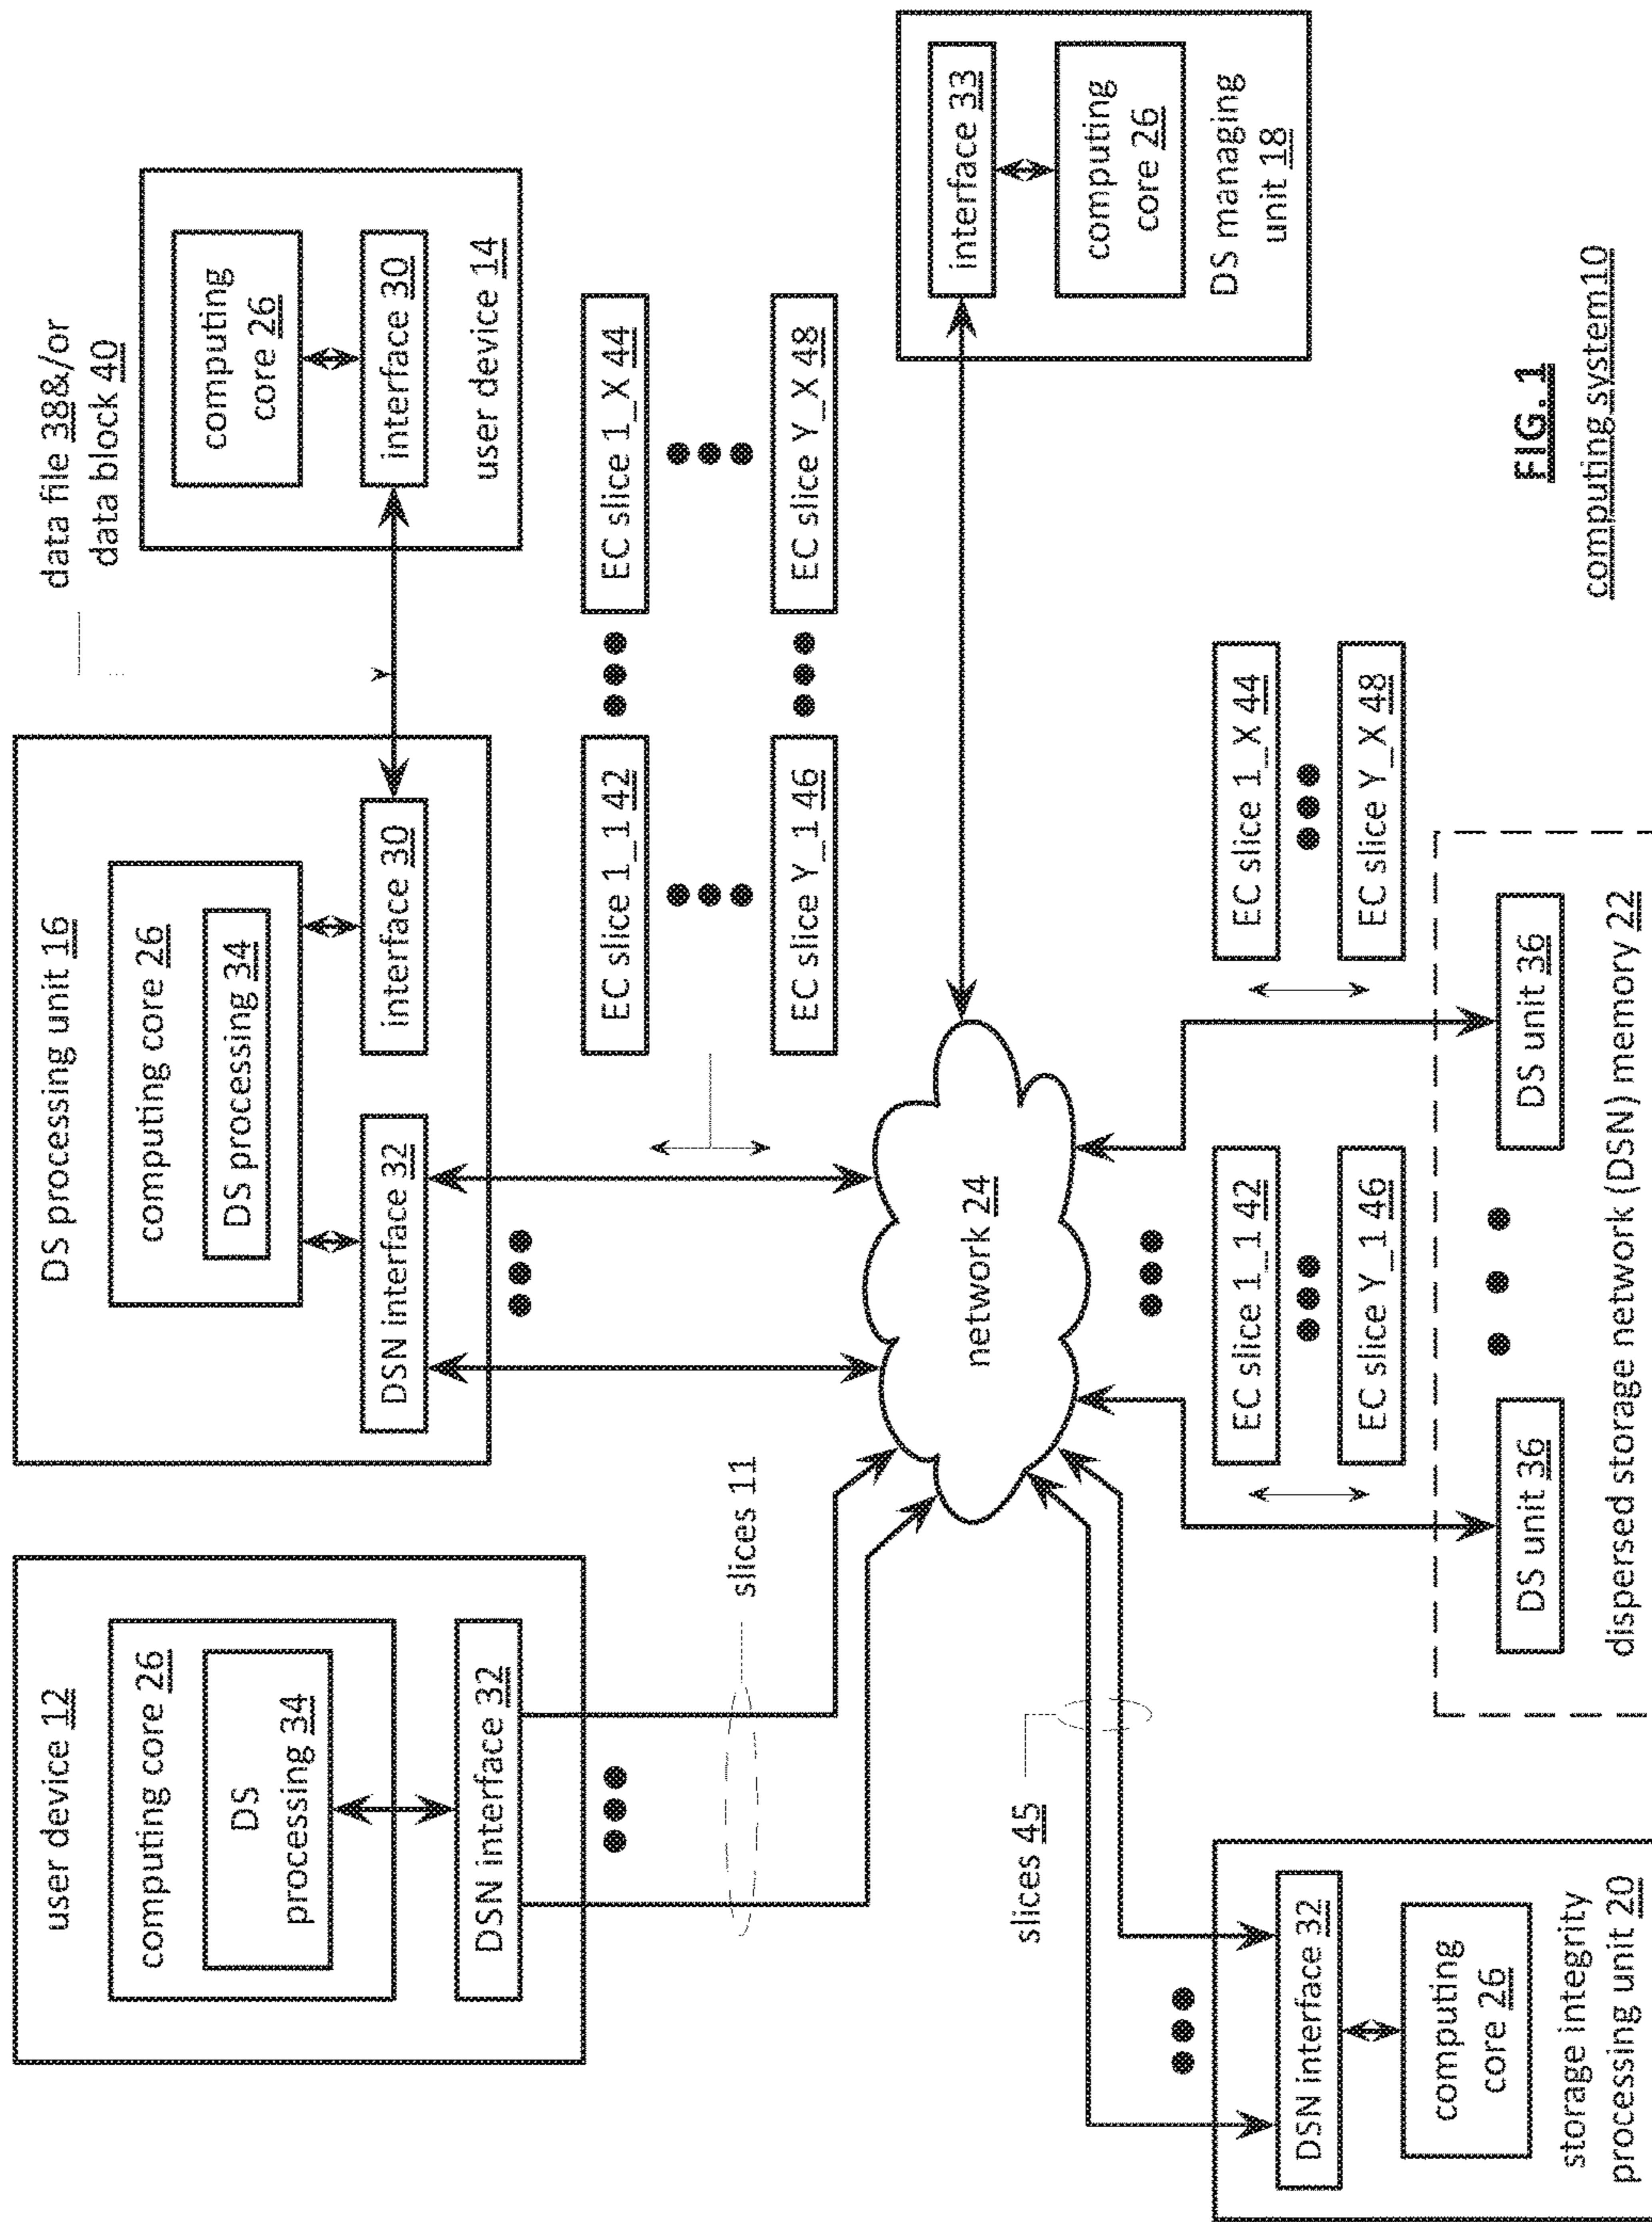 user device 12
computing core 26
DS
processing 34
DSN interface 32
DS processing unit 16
computing core 26
DS processing 34
DSN interface 32
interface 30
data file 38&/or
data block 40
computing
core 26
interface 30
user device 14
slices 11
EC slice 1_1 42
EC slice 1_X 44
EC slice Y_1 46
EC slice Y_X 48
network 24
interface 33
computing
core 26
DS managing
unit 18
slices 45
DSN interface 32
computing
core 26
storage integrity
processing unit 20
EC slice 1_1 42
EC slice Y_1 46
EC slice 1_X 44
EC slice Y_X 48
DS unit 36
DS unit 36
dispersed storage network (DSN) memory 22
FIG. 1
computing system10